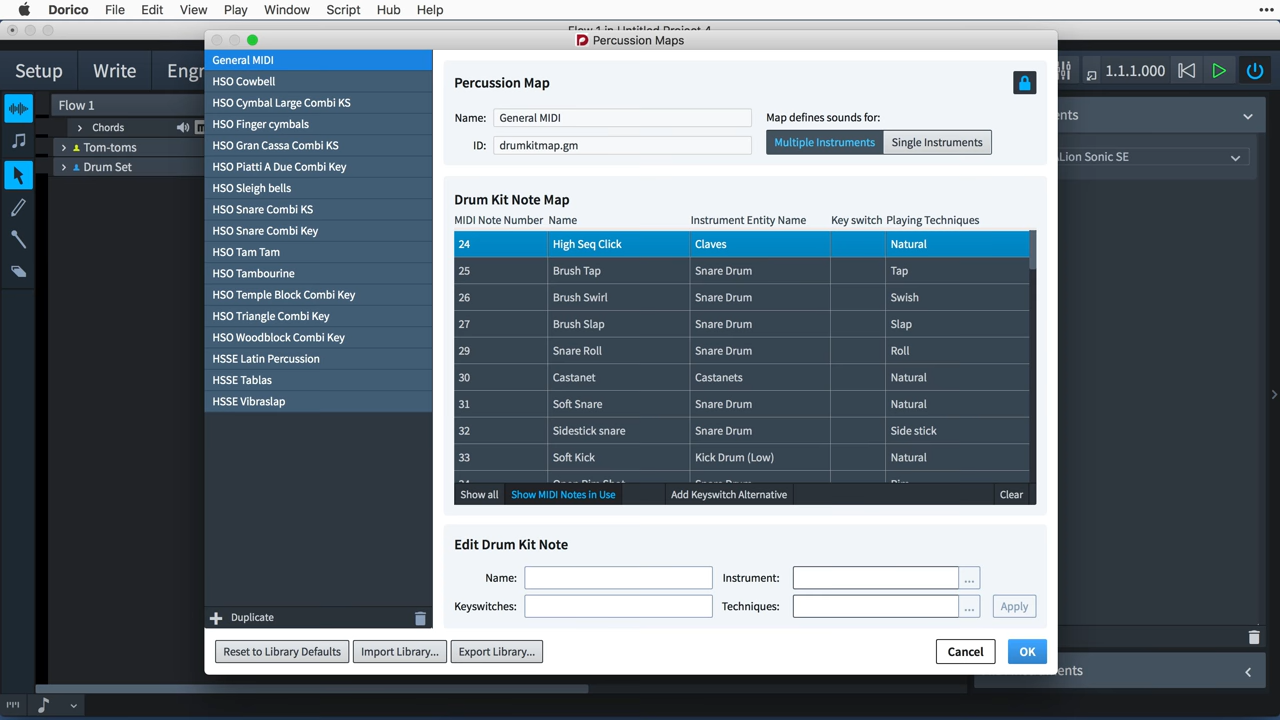 Dorico File Edit View Play Window Script Hub Help
Percussion Maps
Setup Write Engr
1.1.1.000
Flow 1
Chords
Tom-toms
Drum Set
ents
Lion Sonic SE
General MIDI
HSO Cowbell
HSO Cymbal Large Combi KS
HSO Finger cymbals
HSO Gran Cassa Combi KS
HSO Piatti A Due Combi Key
HSO Sleigh bells
HSO Snare Combi KS
HSO Snare Combi Key
HSO Tam Tam
HSO Tambourine
HSO Temple Block Combi Key
HSO Triangle Combi Key
HSO Woodblock Combi Key
HSSE Latin Percussion
HSSE Tablas
HSSE Vibraslap
Duplicate
Percussion Map
Name: General MIDI
ID: drumkitmap.gm
Map defines sounds for:
Multiple Instruments Single Instruments
Drum Kit Note Map
MIDI Note Number Name Instrument Entity Name Key switch Playing Techniques
24 High Seq Click Claves Natural
25 Brush Tap Snare Drum Tap
26 Brush Swirl Snare Drum Swish
27 Brush Slap Snare Drum Slap
29 Snare Roll Snare Drum Roll
30 Castanet Castanets Natural
31 Soft Snare Snare Drum Natural
32 Sidestick snare Snare Drum Side stick
33 Soft Kick Kick Drum (Low) Natural
Show all Show MIDI Notes in Use Add Keyswitch Alternative Clear
Edit Drum Kit Note
Name: Instrument: ...
Keyswitches: Techniques: ... Apply
Reset to Library Defaults Import Library... Export Library... Cancel OK
ents